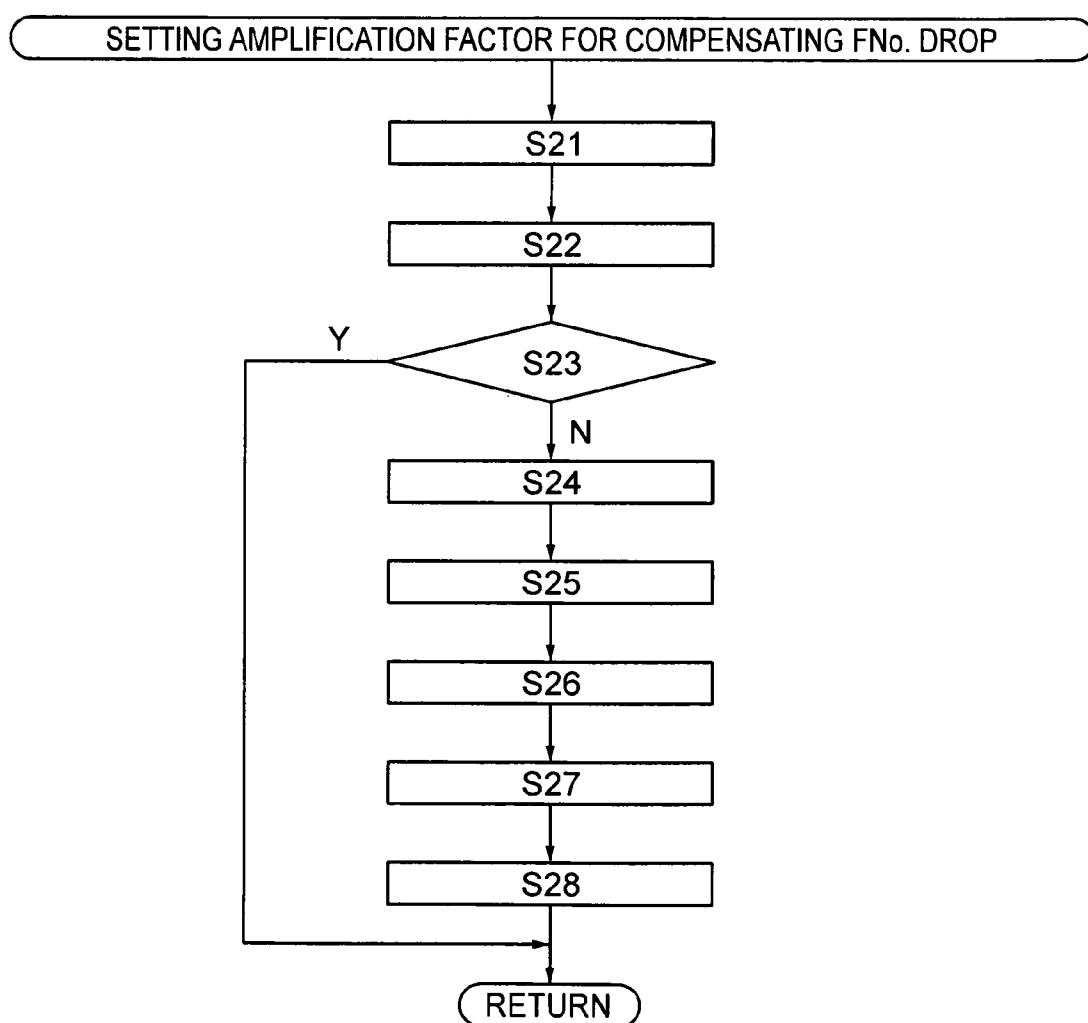 SETTING AMPLIFICATION FACTOR FOR COMPENSATING FNo. DROP
S21
S22
Y
S23
N
S24
S25
S26
S27
S28
RETURN